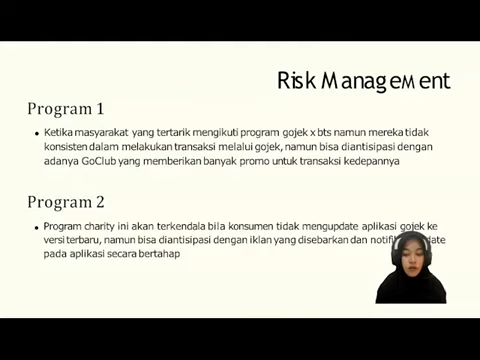 Risk Management
Program 1
• Ketika masyarakat yang tertarik mengikuti program gojek x bts namun mereka tidak
konsisten dalam melakukan transaksi melalui gojek, namun bisa diantisipasi dengan
adanya GoClub yang memberikan banyak promo untuk transaksi kedepannya
Program 2
• Program charity ini akan terkendala bila konsumen tidak mengupdate aplikasi gojek ke
versi terbaru, namun bisa diantisipasi dengan iklan yang disebarkan dan
pada aplikasi secara bertahap